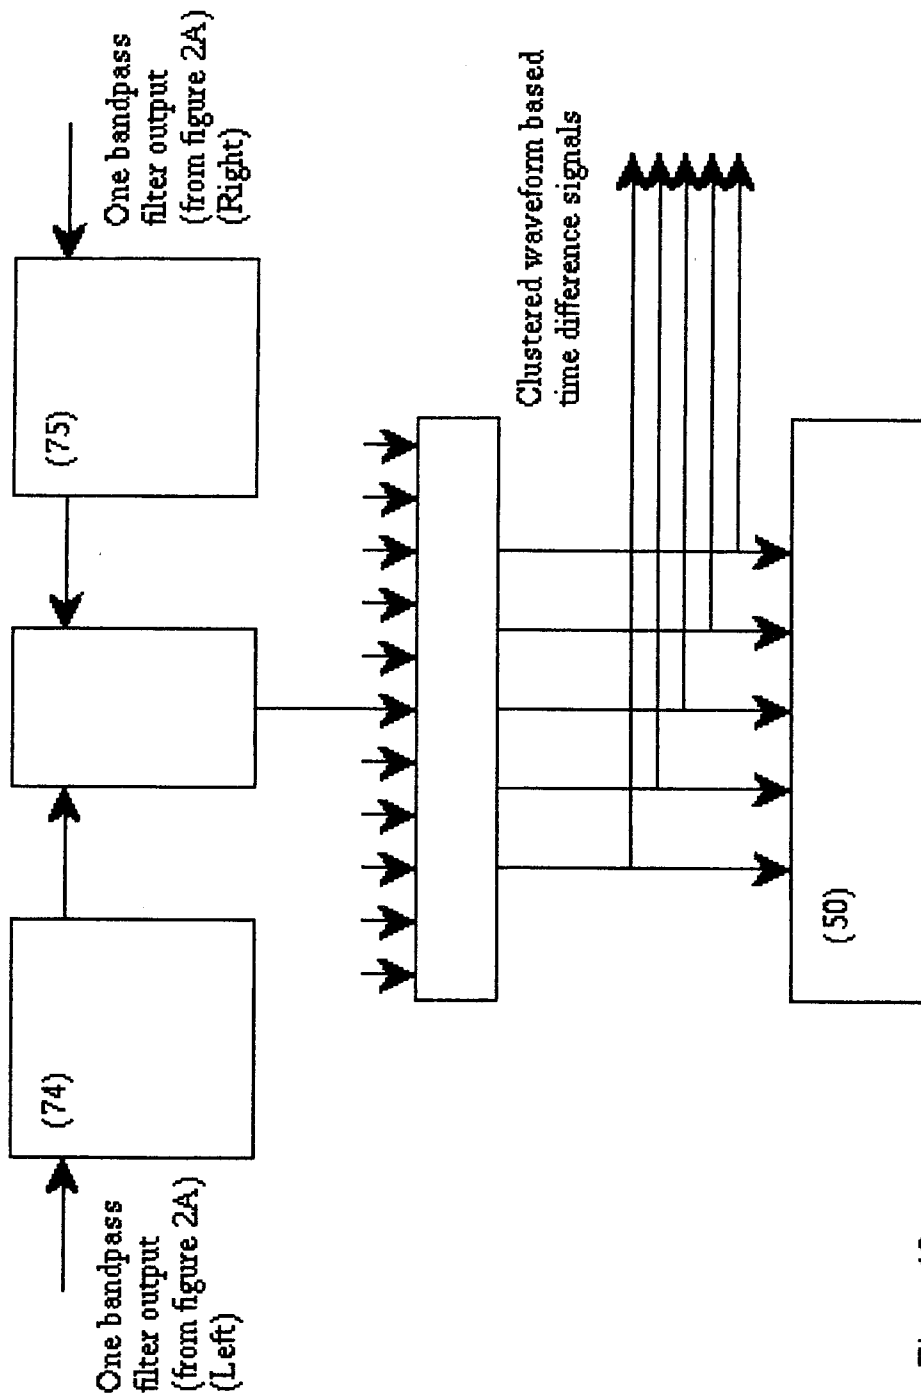 One bandpass
filter output
(from figure 2A)
(Left)
(74)
(75)
One bandpass
filter output
(from figure 2A)
(Right)
Clustered waveform based
time difference signals
(50)